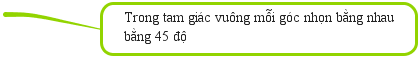 Trong tam giác vuông mỗi góc nhọn bằng nhau
bằng 45 độ